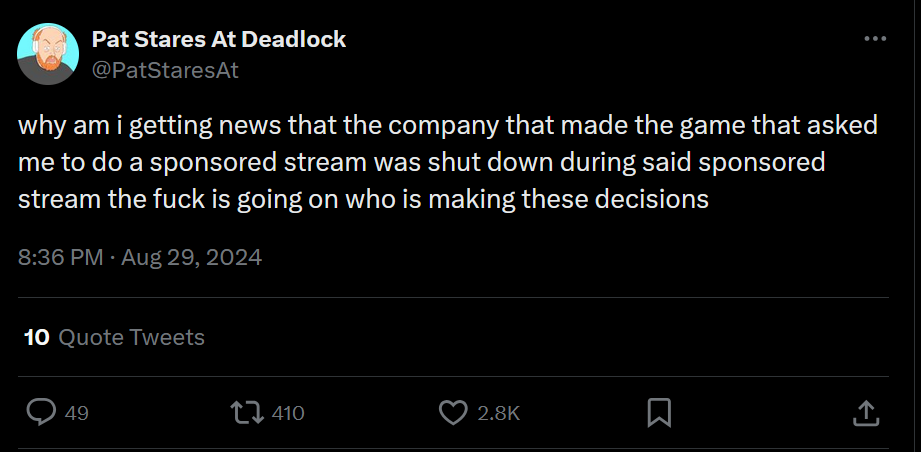 Pat Stares At Deadlock
@PatStaresAt
why am i getting news that the company that made the game that asked
me to do a sponsored stream was shut down during said sponsored
stream the fuck is going on who is making these decisions
8:36 PM · Aug 29, 2024
10 Quote Tweets
49 410 2.8K